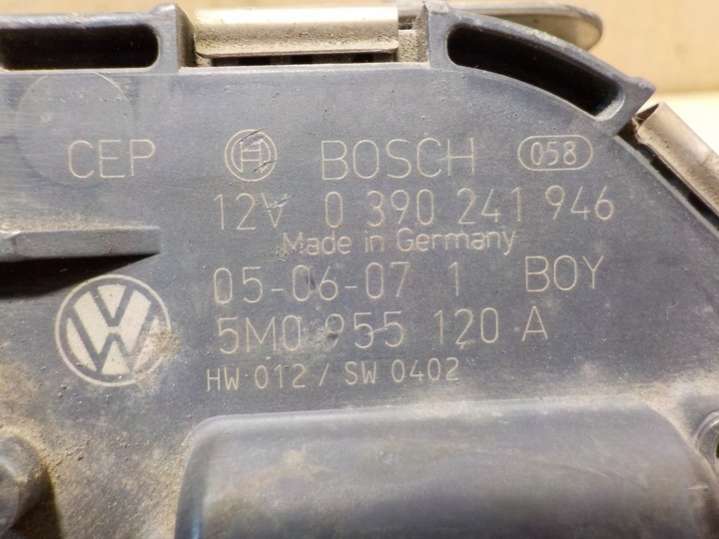 CEP BOSCH 058
12V 0 390 241 946
Made in Germany
05-06-07 1 BOY
VW 5M0 955 120 A
HW 012 / SW 0402